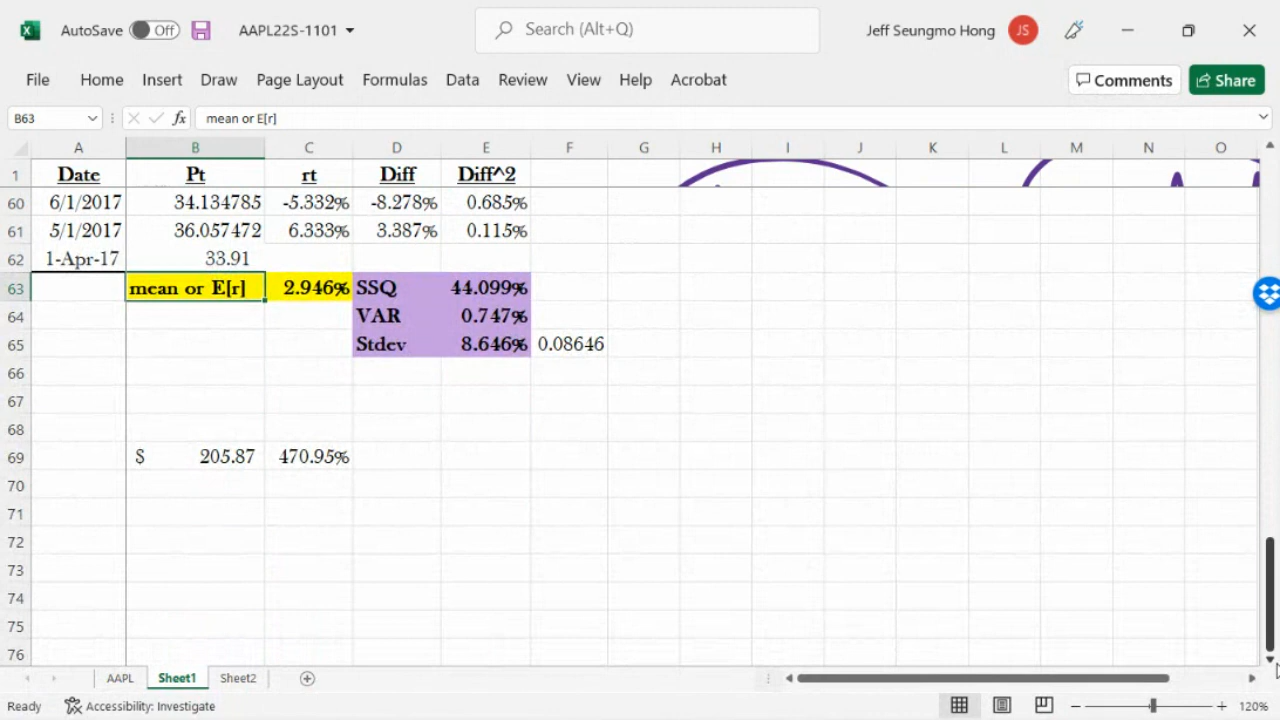 AutoSave Off AAPL22S-1101 Search (Alt+Q) Jeff Seungmo Hong JS
File Home Insert Draw Page Layout Formulas Data Review View Help Acrobat Comments Share
B63 fx mean or E[r]
A B C D E F G H I J K L M N O
1 Date Pt rt Diff Diff^2
60 6/1/2017 34.134785 -5.332% -8.278% 0.685%
61 5/1/2017 36.057472 6.333% 3.387% 0.115%
62 1-Apr-17 33.91
63 mean or E[r] 2.946% SSQ 44.099%
64 VAR 0.747%
65 Stdev 8.646% 0.08646
66
67
68
69 $ 205.87 470.95%
70
71
72
73
74
75
76
AAPL Sheet1 Sheet2
Ready Accessibility: Investigate 120%